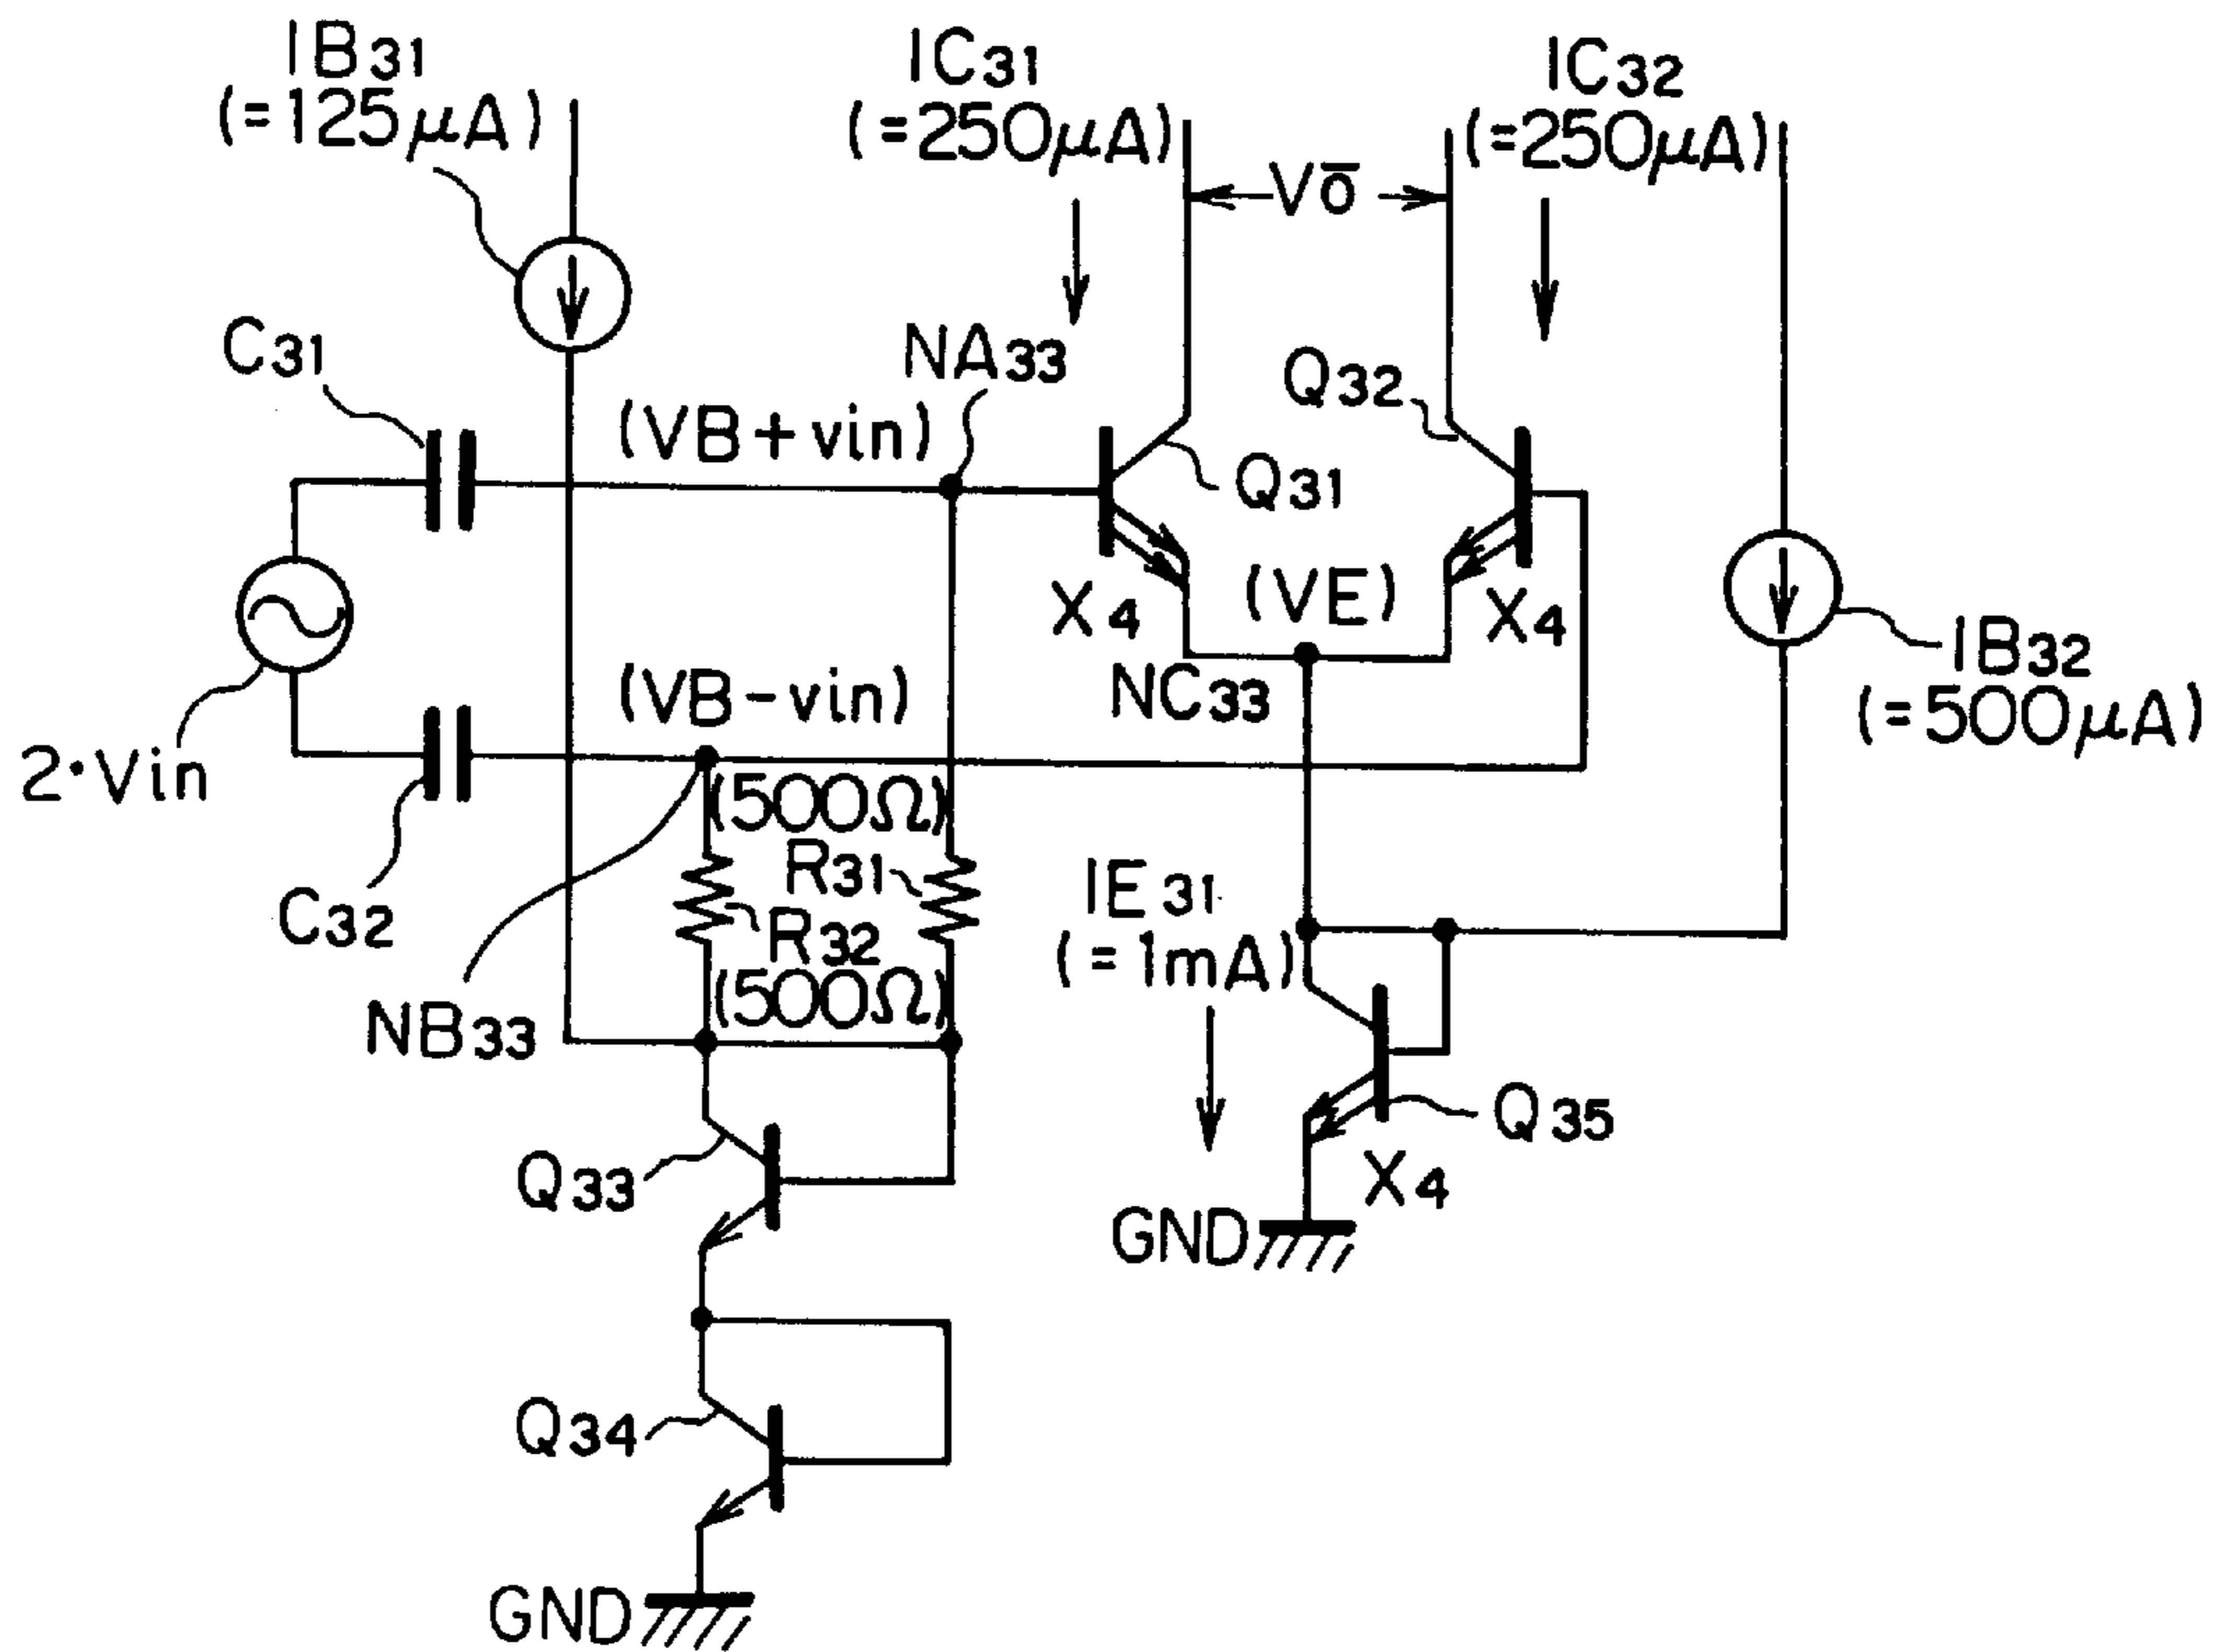 IB31
(=125μA)
IC31
(=250μA)
IC32
(=250μA)
Vō
C31
NA33
(VB+vin)
Q32
Q31
X4
(VE)
X4
IB32
(=500μA)
(VB-vin)
NC33
2·Vin
(500Ω)
R31
C32
R32
(500Ω)
IE31
(=1mA)
NB33
Q33
Q35
X4
GND
Q34
GND